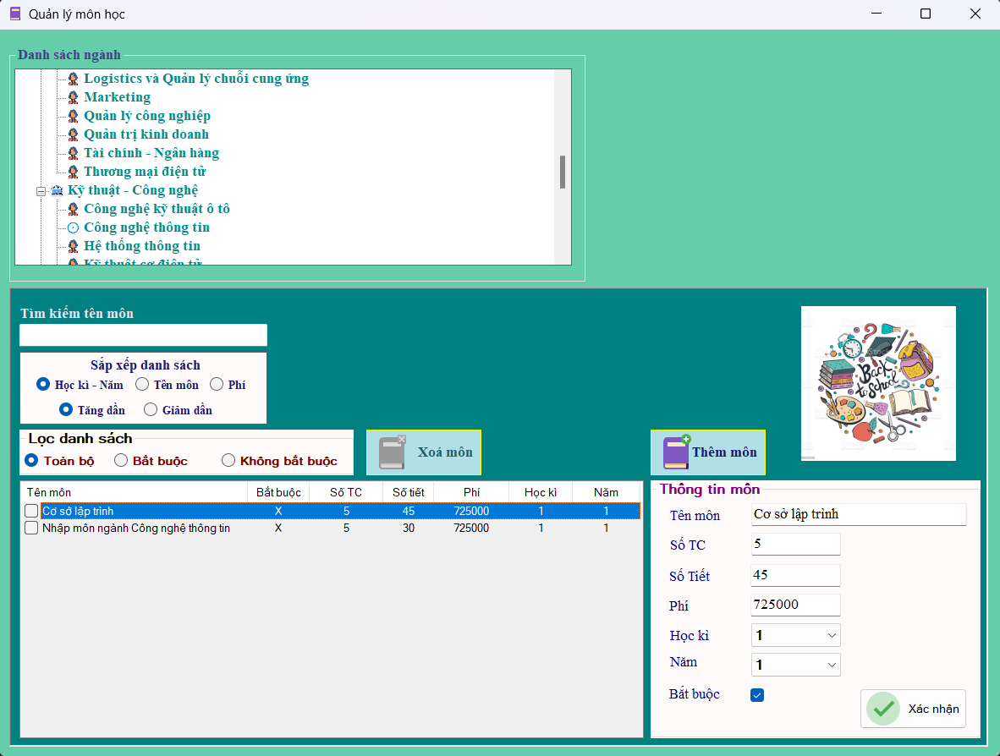 Quản lý môn học
Danh sách ngành
Logistics và Quản lý chuỗi cung ứng
Marketing
Quản lý công nghiệp
Quản trị kinh doanh
Tài chính - Ngân hàng
Thương mại điện tử
Kỹ thuật - Công nghệ
Công nghệ kỹ thuật ô tô
Công nghệ thông tin
Hệ thống thông tin
Kỹ thuật cơ điện tử
Tìm kiếm tên môn
Sắp xếp danh sách
Học kì - Năm Tên môn Phí
Tăng dần Giảm dần
Lọc danh sách
Toàn bộ Bắt buộc Không bắt buộc
Xoá môn
Thêm môn
Back to School
Tên môn Bắt buộc Số TC Số tiết Phí Học kì Năm
Cơ sở lập trình X 5 45 725000 1 1
Nhập môn ngành Công nghệ thông tin X 5 30 725000 1 1
Thông tin môn
Tên môn Cơ sở lập trình
Số TC 5
Số Tiết 45
Phí 725000
Học kì 1
Năm 1
Bắt buộc
Xác nhận